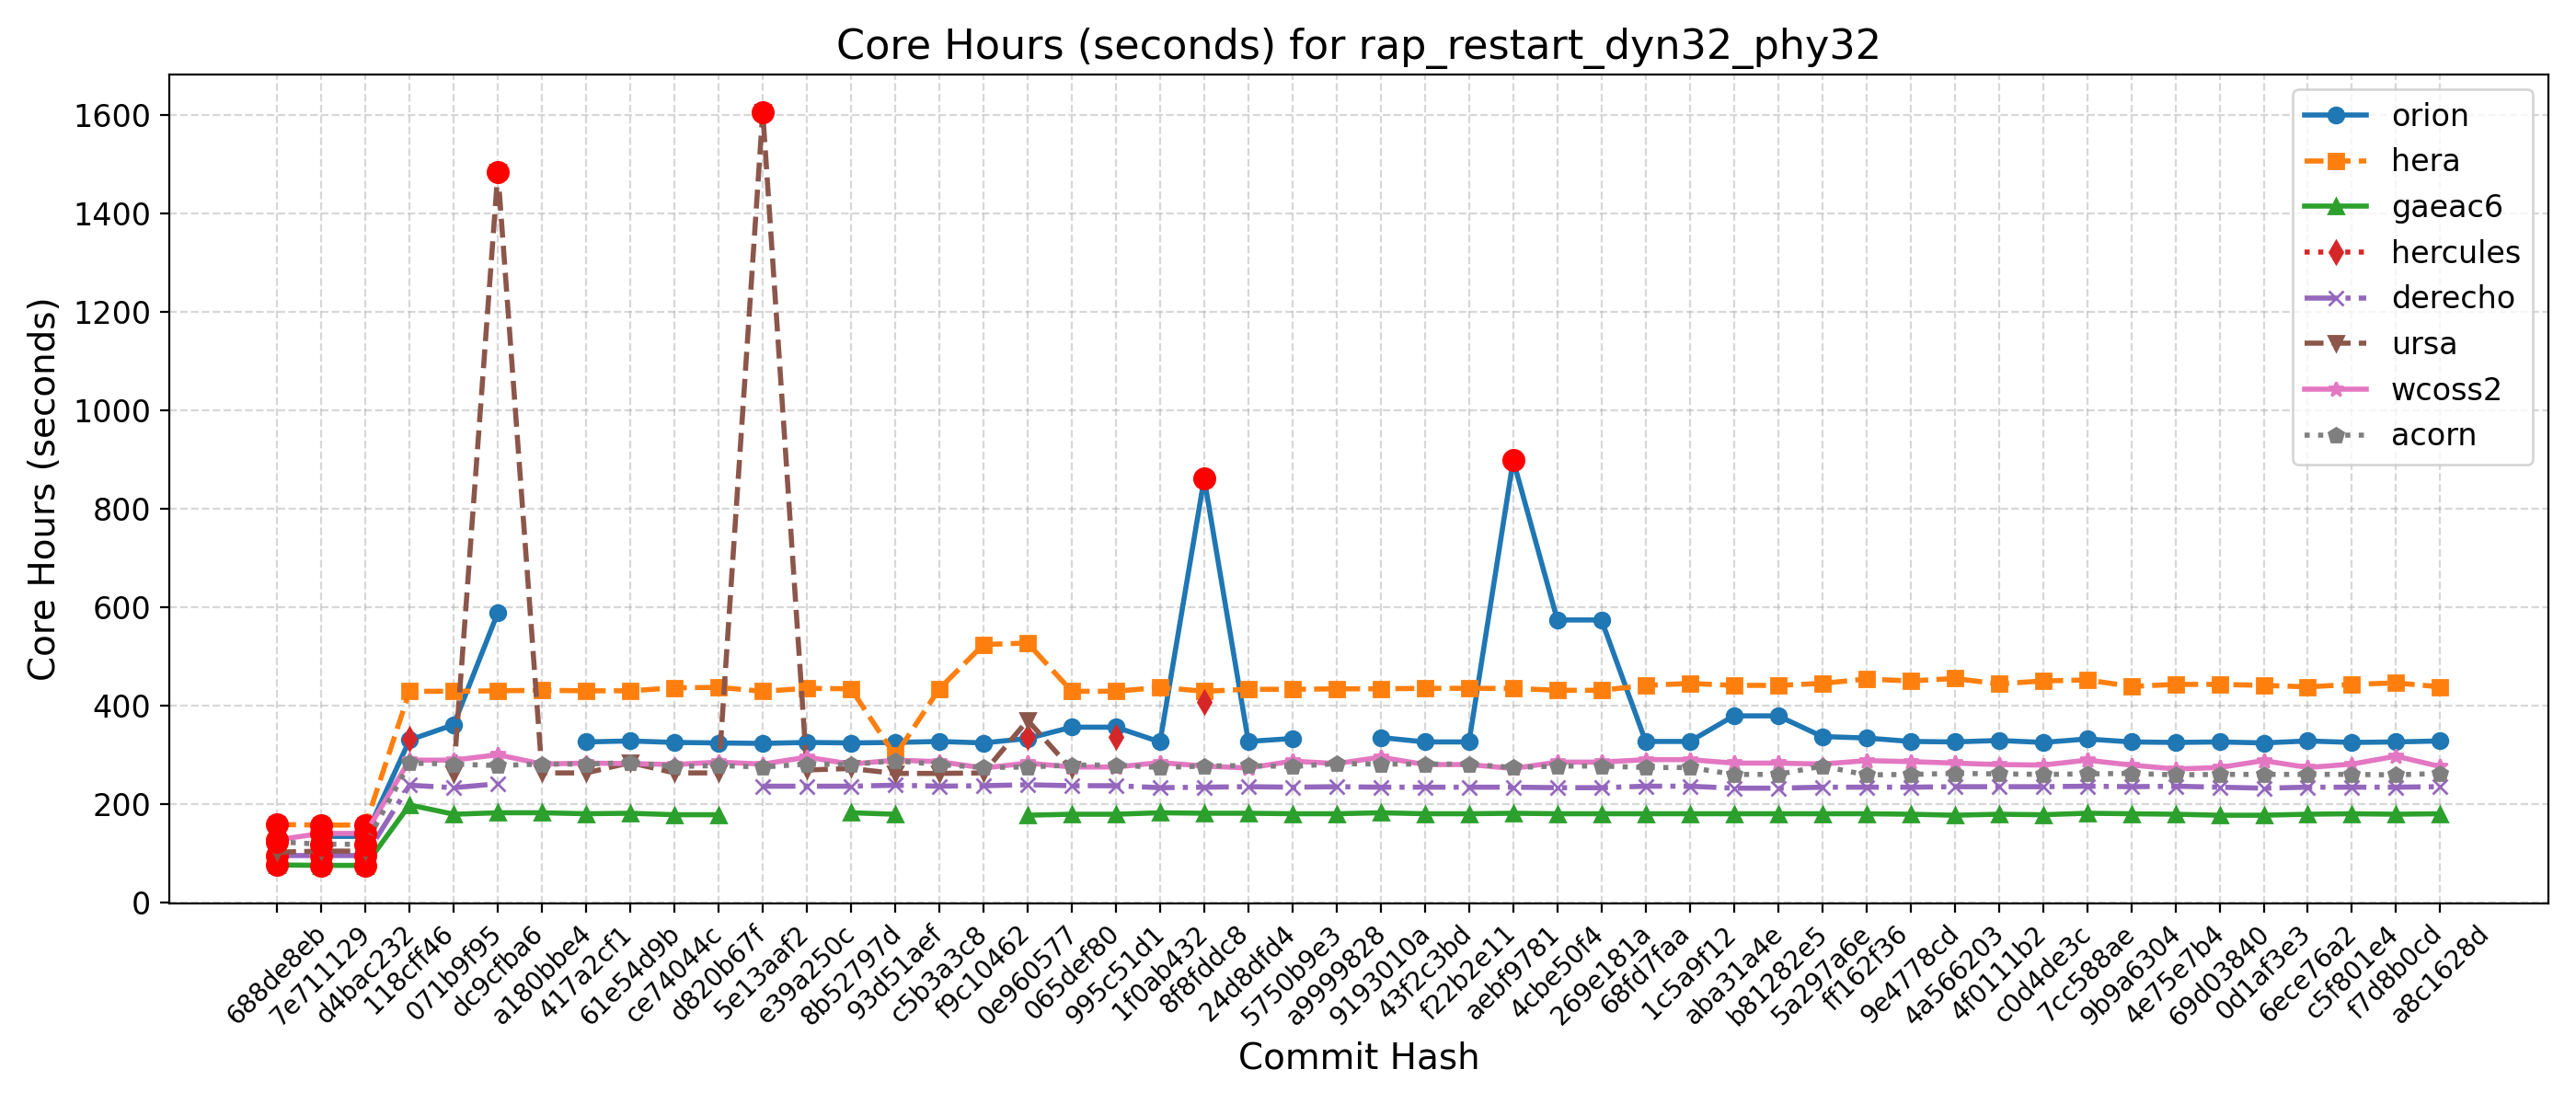 Core Hours (seconds) for rap_restart_dyn32_phy32
Core Hours (seconds)
1600
1400
1200
1000
800
600
400
200
0
orion
hera
gaeac6
hercules
derecho
ursa
wcoss2
acorn
688de8eb
7e711129
d4bac232
118cff46
071b9f95
dc9cfba6
a180bbe4
417a2cf1
61e54d9b
ce74044c
d820b67f
5e13aaf2
e39a250c
8b52797d
93d51aef
c5b3a3c8
f9c10462
0e960577
065def80
995c51d1
1f0ab432
8f8fddc8
24d8dfd4
5750b9e3
a9999828
9193010a
43f2c3bd
f22b2e11
aebf9781
4cbe50f4
269e181a
68fd7faa
1c5a9f12
aba31a4e
b81282e5
5a297a6e
ff162f36
9e4778cd
4a566203
4f0111b2
c0d4de3c
7cc588ae
9b9a6304
4e75e7b4
69d03840
0d1af3e3
6ece76a2
c5f801e4
f7d8b0cd
a8c1628d
Commit Hash